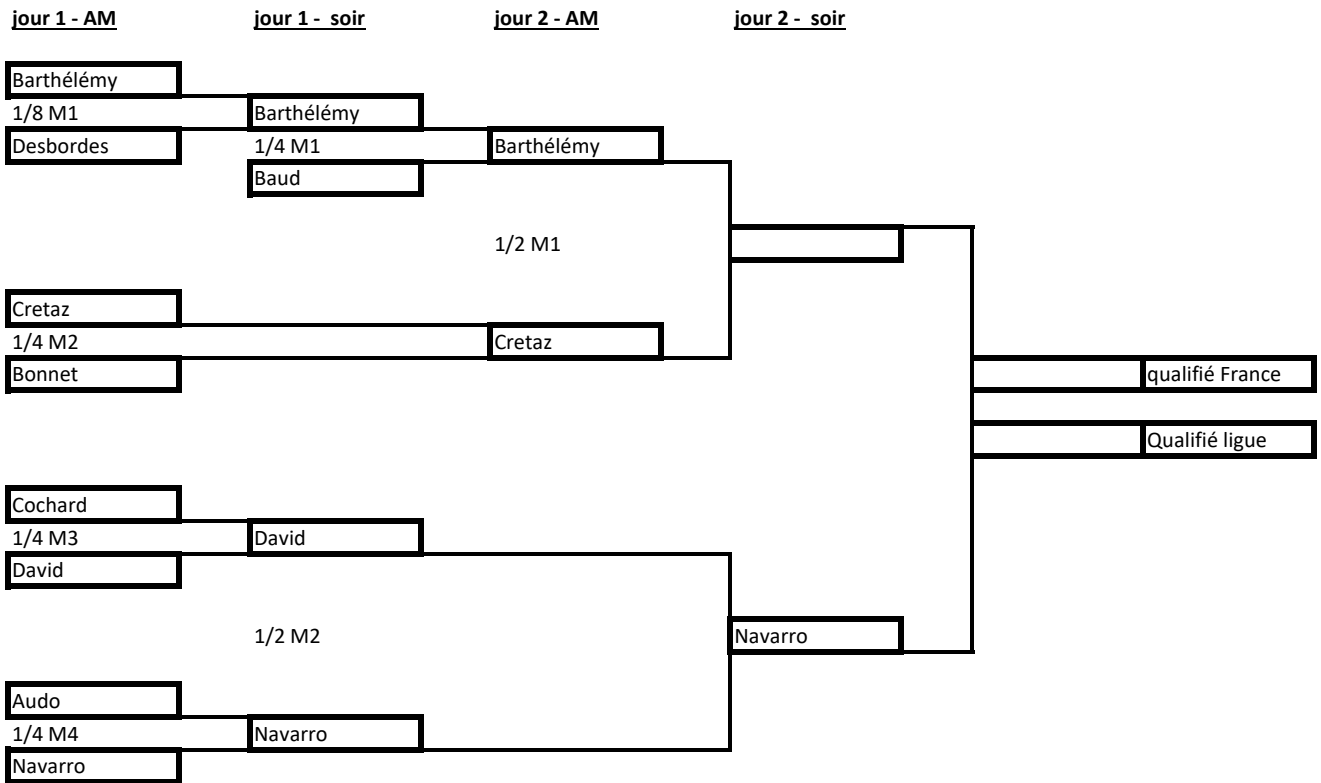 jour 1 - AM
jour 1 -  soir
jour 2 - AM
jour 2 -  soir
Barthélémy
1/8 M1
Barthélémy
Desbordes
1/4 M1
Barthélémy
Baud
1/2 M1
Cretaz
1/4 M2
Cretaz
Bonnet
qualifié France
Qualifié ligue
Cochard
1/4 M3
David
David
1/2 M2
Navarro
Audo
1/4 M4
Navarro
Navarro